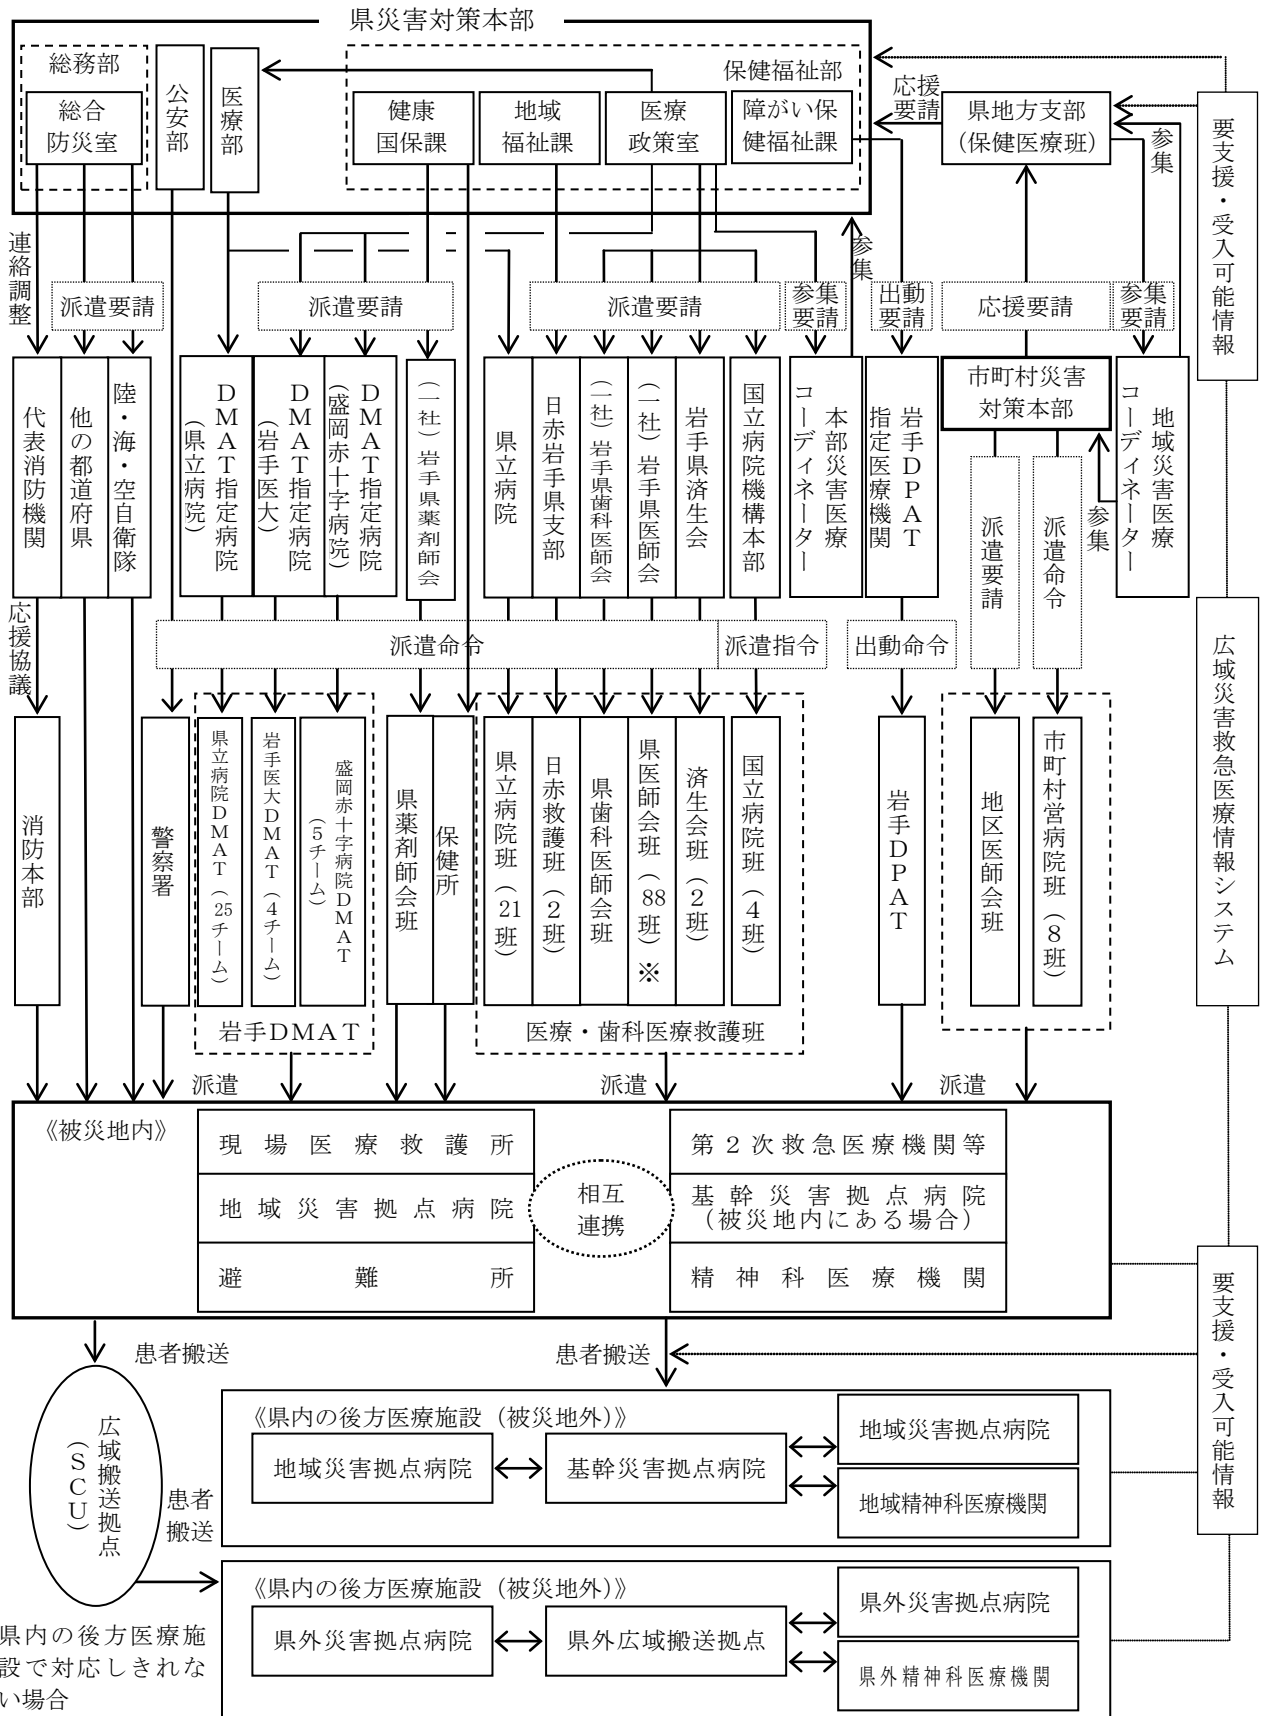 県災害対策本部
総務部
総合
防災室
公安部
医療部
保健福祉部
健康
国保課
地域
福祉課
医療
政策室
障がい保
健福祉課
応援
要請
県地方支部
(保健医療班)
参集
要支援・受入可能情報
連絡調整
派遣要請
派遣要請
派遣要請
参集
要請
参集
出動
要請
応援要請
参集
要請
代表消防機関
他の都道府県
陸・海・空自衛隊
DMAT指定病院
(県立病院)
DMAT指定病院
(岩手医大)
DMAT指定病院
(盛岡赤十字病院)
(一社)岩手県薬剤師会
県立病院
日赤岩手県支部
(一社)岩手県歯科医師会
(一社)岩手県医師会
岩手県済生会
国立病院機構本部
本部災害医療
コーディネーター
岩手DPAT
指定医療機関
市町村災害
対策本部
地域災害医療
コーディネーター
派遣要請
派遣命令
参集
応援協議
派遣命令
派遣指令
出動命令
広域災害救急医療情報システム
消防本部
警察署
県立病院DMAT(25チーム)
岩手医大DMAT(4チーム)
盛岡赤十字病院DMAT
(5チーム)
岩手DMAT
県薬剤師会班
保健所
県立病院班(21班)
日赤救護班(2班)
県歯科医師会班
県医師会班(88班)※
済生会班(2班)
国立病院班(4班)
医療・歯科医療救護班
岩手DPAT
地区医師会班
市町村営病院班(8班)
派遣
派遣
派遣
《被災地内》
現場医療救護所
地域災害拠点病院
避難所
相互
連携
第2次救急医療機関等
基幹災害拠点病院
(被災地内にある場合)
精神科医療機関
要支援・受入可能情報
患者搬送
患者搬送
広域搬送拠点
(SCU)
《県内の後方医療施設(被災地外)》
地域災害拠点病院
基幹災害拠点病院
地域災害拠点病院
地域精神科医療機関
患者
搬送
《県内の後方医療施設(被災地外)》
県外災害拠点病院
県外広域搬送拠点
県外災害拠点病院
県外精神科医療機関
県内の後方医療施
設で対応しきれな
い場合